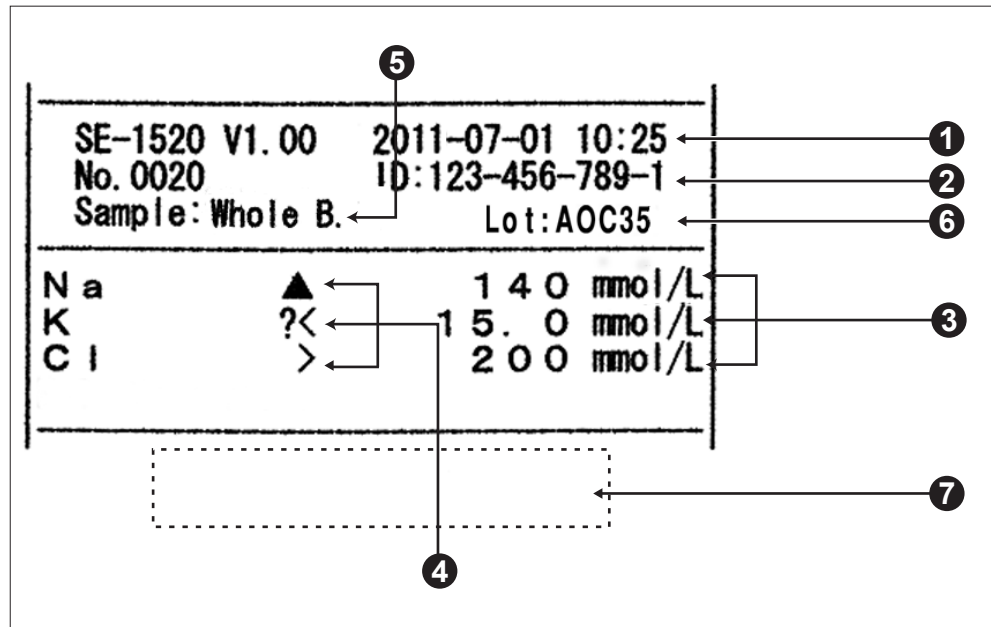 5
SE-1520 V1.00 2011-07-01 10:25 1
No.0020 ID:123-456-789-1 2
Sample:Whole B. Lot:AOC35 6
Na ▲ 140 mmol/L
K ?< 15.0 mmol/L 3
Cl > 200 mmol/L
7
4